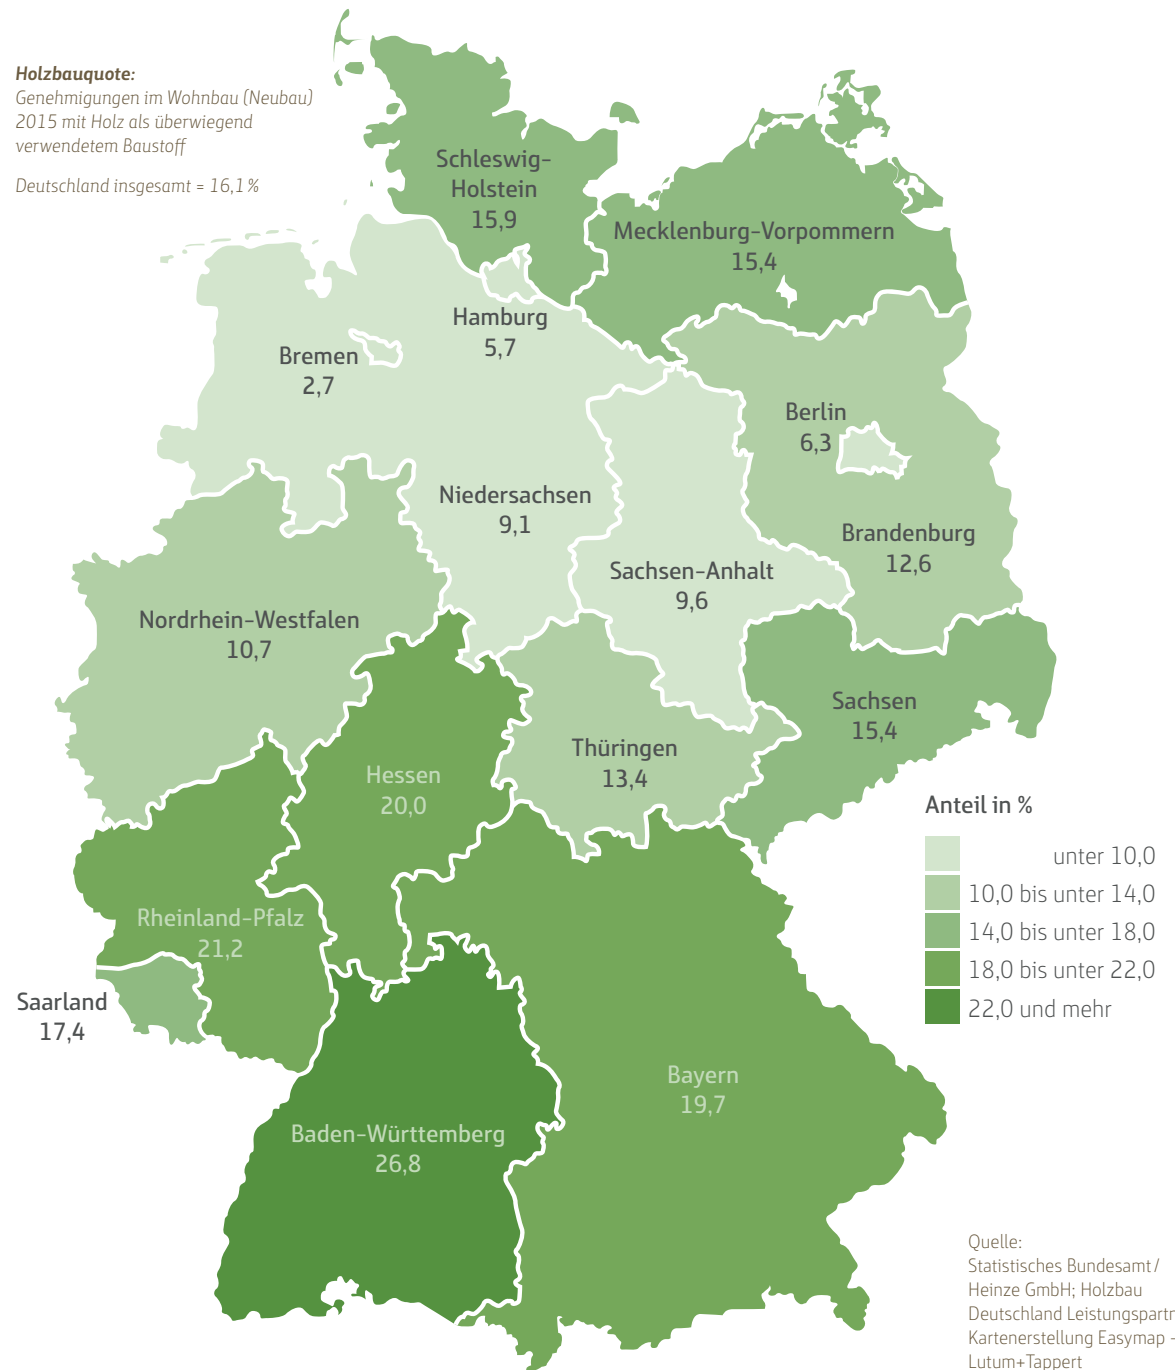 Holzbauquote:
Genehmigungen im Wohnbau (Neubau)
2015 mit Holz als überwiegend
verwendetem Baustoff
Deutschland insgesamt = 16,1 %
Schleswig-
Holstein
15,9
Mecklenburg-Vorpommern
15,4
Hamburg
5,7
Bremen
2,7
Berlin
6,3
Niedersachsen
9,1
Brandenburg
12,6
Sachsen-Anhalt
9,6
Nordrhein-Westfalen
10,7
Sachsen
15,4
Thüringen
13,4
Hessen
20,0
Rheinland-Pfalz
21,2
Saarland
17,4
Bayern
19,7
Baden-Württemberg
26,8
Anteil in %
unter 10,0
10,0 bis unter 14,0
14,0 bis unter 18,0
18,0 bis unter 22,0
22,0 und mehr
Quelle:
Statistisches Bundesamt /
Heinze GmbH; Holzbau
Deutschland Leistungspartn
Kartenerstellung Easymap -
Lutum+Tappert